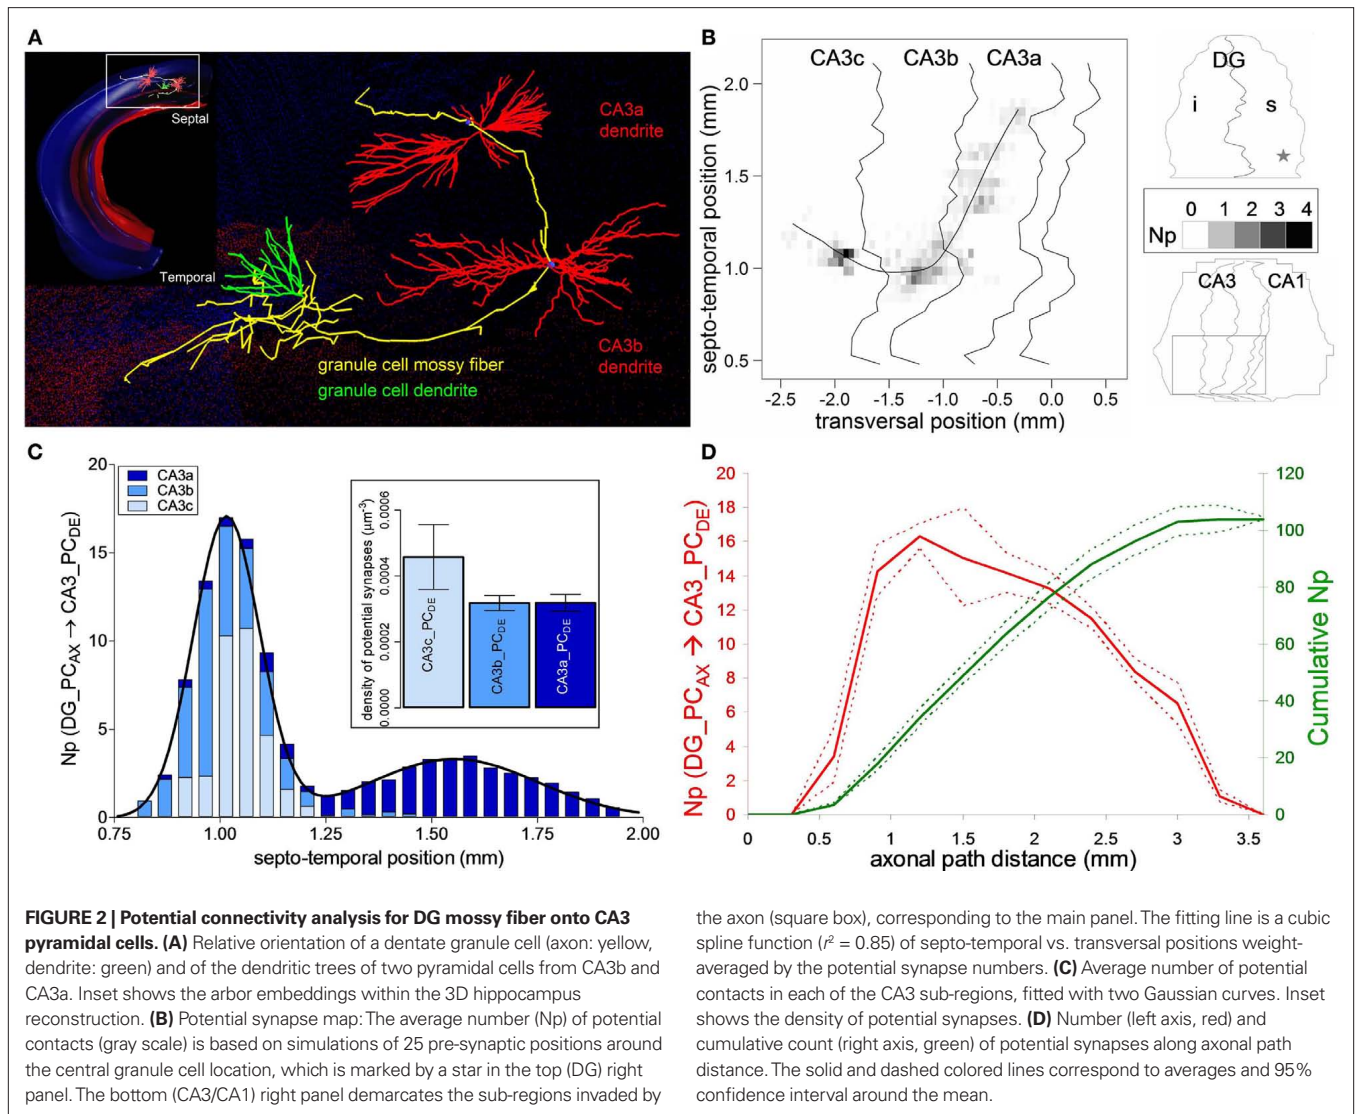 A
Septal
Temporal
CA3a
dendrite
CA3b
dendrite
granule cell mossy fiber
granule cell dendrite
B
CA3c
CA3b
CA3a
septo-temporal position (mm)
2.0
1.5
1.0
0.5
-2.5
-2.0
-1.5
-1.0
-0.5
0.0
0.5
transversal position (mm)
DG
i
s
0 1 2 3 4
Np
CA3
CA1
C
CA3a
CA3b
CA3c
Np (DG_PCAX → CA3_PCDE)
20
15
10
5
0
0.75
1.00
1.25
1.50
1.75
2.00
septo-temporal position (mm)
density of potential synapses (μm-3)
0.0006
0.0004
0.0002
0.0000
CA3c_PCDE
CA3b_PCDE
CA3a_PCDE
D
Np (DG_PCAX → CA3_PCDE)
20
18
16
14
12
18
8
6
4
2
0
0
0.5
1
1.5
2
2.5
3
3.5
axonal path distance (mm)
120
100
80
60
40
20
0
Cumulative Np
FIGURE 2 | Potential connectivity analysis for DG mossy fiber onto CA3
pyramidal cells. (A) Relative orientation of a dentate granule cell (axon: yellow,
dendrite: green) and of the dendritic trees of two pyramidal cells from CA3b and
CA3a. Inset shows the arbor embeddings within the 3D hippocampus
reconstruction. (B) Potential synapse map: The average number (Np) of potential
contacts (gray scale) is based on simulations of 25 pre-synaptic positions around
the central granule cell location, which is marked by a star in the top (DG) right
panel. The bottom (CA3/CA1) right panel demarcates the sub-regions invaded by
the axon (square box), corresponding to the main panel. The fitting line is a cubic
spline function (r2 = 0.85) of septo-temporal vs. transversal positions weight-
averaged by the potential synapse numbers. (C) Average number of potential
contacts in each of the CA3 sub-regions, fitted with two Gaussian curves. Inset
shows the density of potential synapses. (D) Number (left axis, red) and
cumulative count (right axis, green) of potential synapses along axonal path
distance. The solid and dashed colored lines correspond to averages and 95%
confidence interval around the mean.